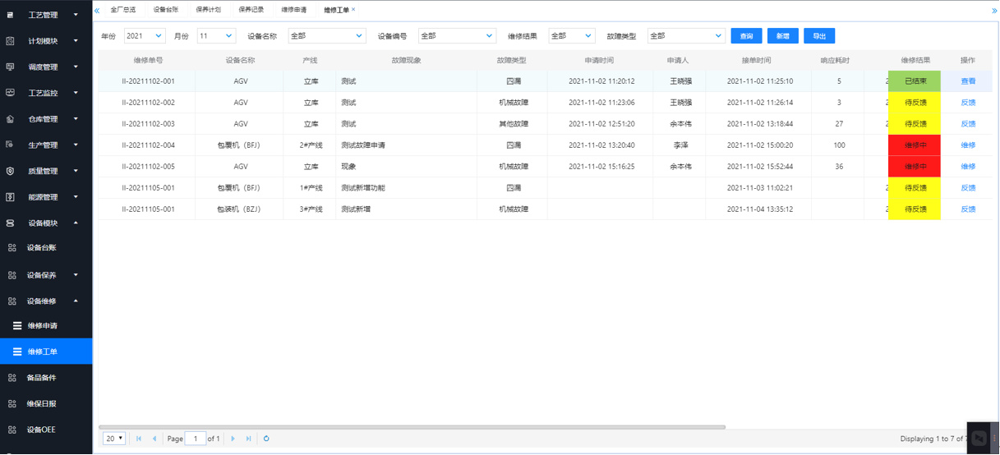 工艺管理
计划模块
调度管理
工艺监控
仓库管理
生产管理
质量管理
能源管理
设备模块
设备台账
设备保养
设备维修
维修申请
维修工单
备品备件
维保日报
设备OEE
全厂总览 设备台账 保养计划 保养记录 维修申请 维修工单 ×
年份 2021 月份 11 设备名称 全部 设备编号 全部 维修结果 全部 故障类型 全部 查询 新增 导出
维修单号 设备名称 产线 故障现象 故障类型 申请时间 申请人 接单时间 响应耗时 维修结果 操作
II-20211102-001 AGV 立库 测试 四漏 2021-11-02 11:20:12 王晓强 2021-11-02 11:25:10 5 2 已结束 查看
II-20211102-002 AGV 立库 测试 机械故障 2021-11-02 11:23:06 王晓强 2021-11-02 11:26:14 3 2 待反馈 反馈
II-20211102-003 AGV 立库 测试 其他故障 2021-11-02 12:51:20 余本伟 2021-11-02 13:18:44 27 2 待反馈 反馈
II-20211102-004 包覆机（BFJ） 2#产线 测试故障申请 四漏 2021-11-02 13:20:40 李泽 2021-11-02 15:00:20 100 维修中 维修
II-20211102-005 AGV 立库 现象 机械故障 2021-11-02 15:16:25 余本伟 2021-11-02 15:52:44 36 维修中 维修
II-20211105-001 包覆机（BFJ） 1#产线 测试新增功能 四漏 2021-11-03 11:02:21 2 待反馈 反馈
II-20211105-001 包装机（BZJ） 3#产线 测试新增 机械故障 2021-11-04 13:35:12 2 待反馈 反馈
20 Page 1 of 1 Displaying 1 to 7 of 7